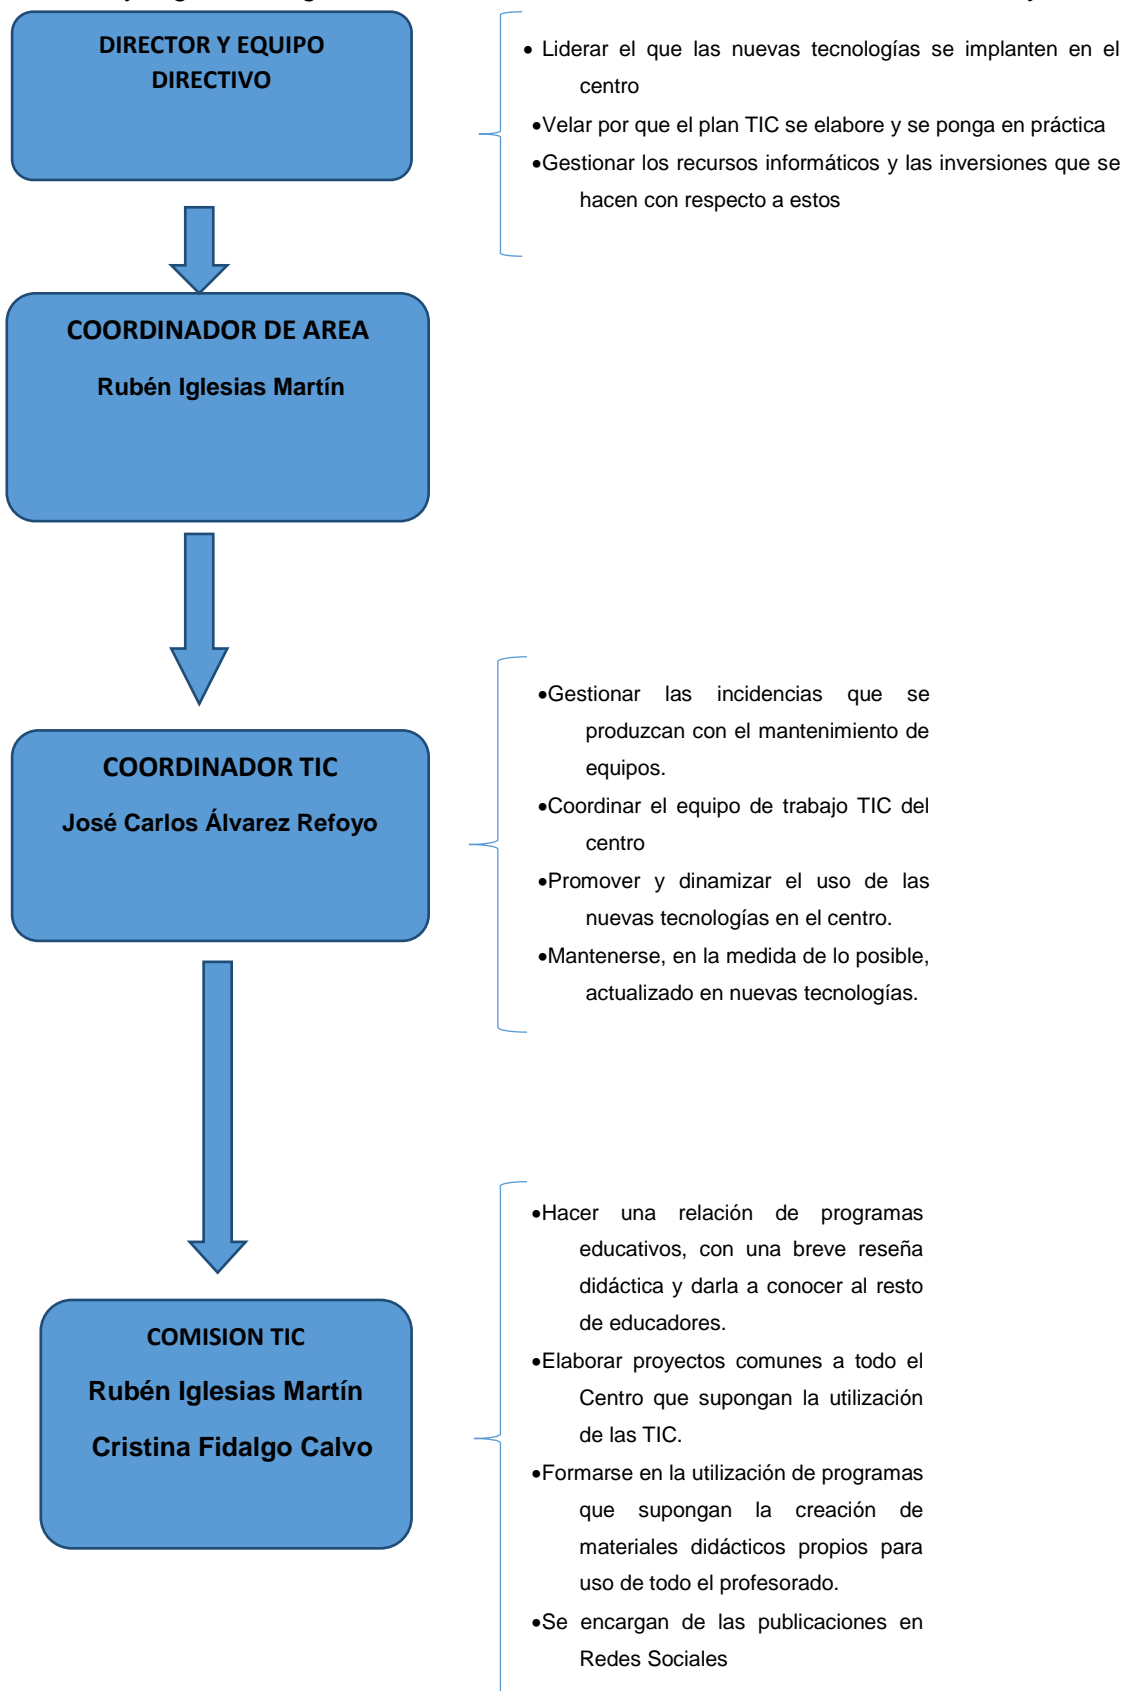 DIRECTOR Y EQUIPO
DIRECTIVO
• Liderar el que las nuevas tecnologías se implanten en el
centro
•Velar por que el plan TIC se elabore y se ponga en práctica
•Gestionar los recursos informáticos y las inversiones que se
hacen con respecto a estos
COORDINADOR DE AREA
Rubén Iglesias Martín
COORDINADOR TIC
José Carlos Álvarez Refoyo
•Gestionar las incidencias que se
produzcan con el mantenimiento de
equipos.
•Coordinar el equipo de trabajo TIC del
centro
•Promover y dinamizar el uso de las
nuevas tecnologías en el centro.
•Mantenerse, en la medida de lo posible,
actualizado en nuevas tecnologías.
COMISION TIC
Rubén Iglesias Martín
Cristina Fidalgo Calvo
•Hacer una relación de programas
educativos, con una breve reseña
didáctica y darla a conocer al resto
de educadores.
•Elaborar proyectos comunes a todo el
Centro que supongan la utilización
de las TIC.
•Formarse en la utilización de programas
que supongan la creación de
materiales didácticos propios para
uso de todo el profesorado.
•Se encargan de las publicaciones en
Redes Sociales